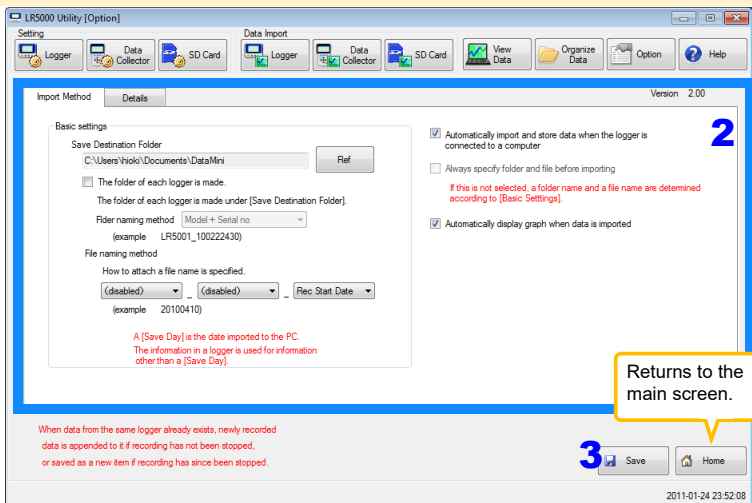 LR5000 Utility [Option]
Setting
Data Import
Logger
Data Collector
SD Card
Logger
Data Collector
SD Card
View Data
Organize Data
Option
Help
Import Method
Details
Version 2.00
2
Basic settings
Save Destination Folder
C:\Users\hioki\Documents\DataMini
Ref
The folder of each logger is made.
The folder of each logger is made under [Save Destination Folder].
Flder naming method
Model + Serial no
(example LR5001_100222430)
File naming method
How to attach a file name is specified.
(disabled) _ (disabled) _ Rec Start Date
(example 20100410)
A [Save Day] is the date imported to the PC.
The information in a logger is used for information
other than a [Save Day].
Automatically import and store data when the logger is
connected to a computer
Always specify folder and file before importing
If this is not selected, a folder name and a file name are determined
according to [Basic Setttings].
Automatically display graph when data is imported
Returns to the
main screen.
When data from the same logger already exists, newly recorded
data is appended to it if recording has not been stopped,
or saved as a new item if recording has since been stopped.
3
Save
Home
2011-01-24 23:52:08